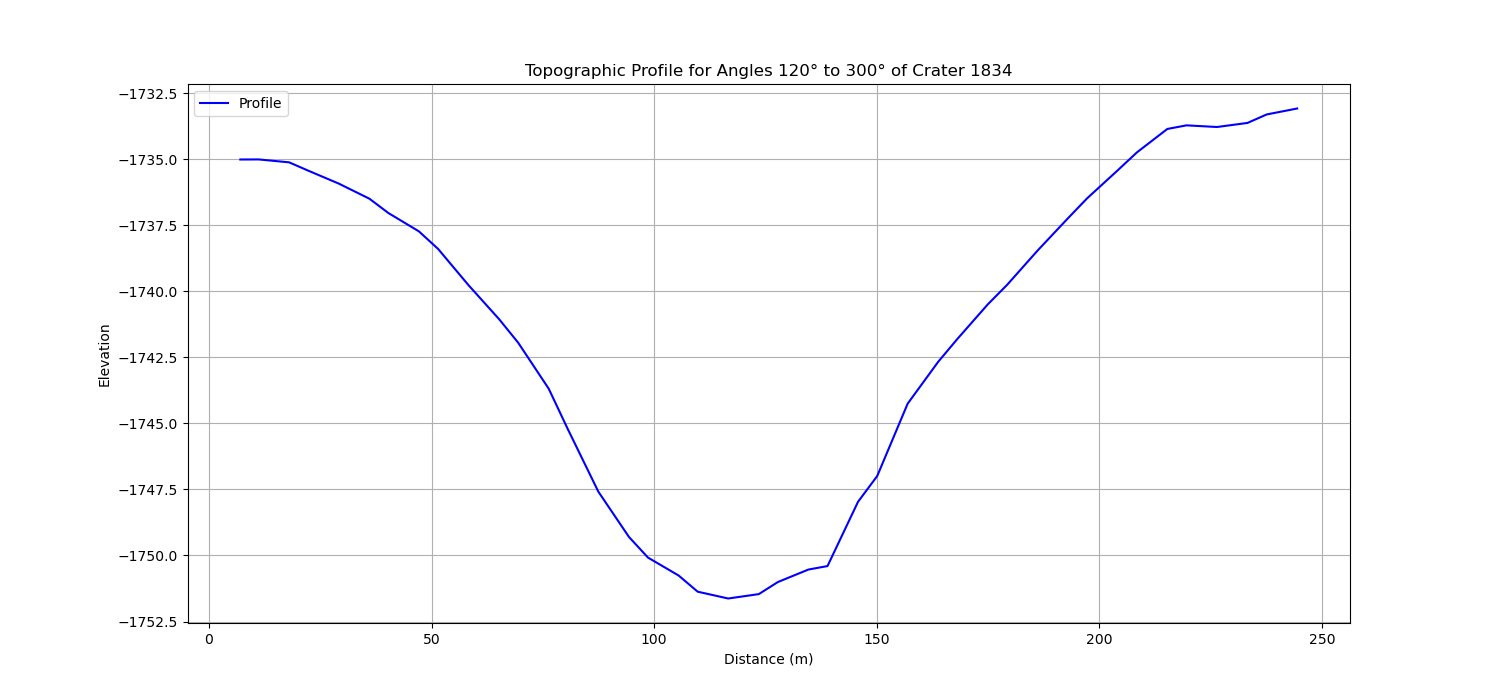 Topographic Profile for Angles 120° to 300° of Crater 1834
Profile
−1732.5
−1735.0
−1737.5
−1740.0
−1742.5
−1745.0
−1747.5
−1750.0
−1752.5
Elevation
0 50 100 150 200 250
Distance (m)